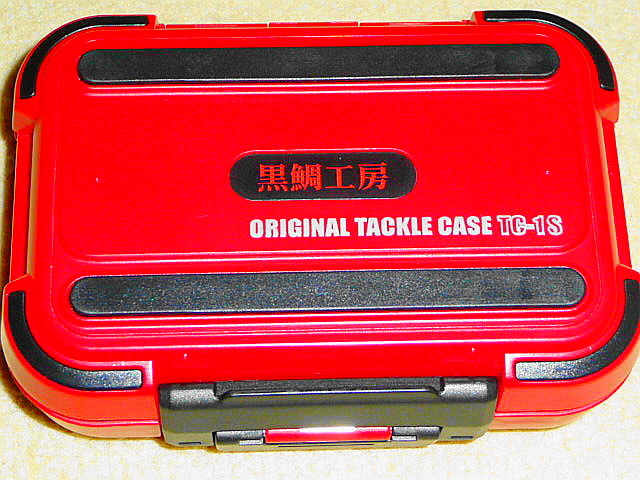 黒鯛工房
ORIGINAL TACKLE CASE TC-1S